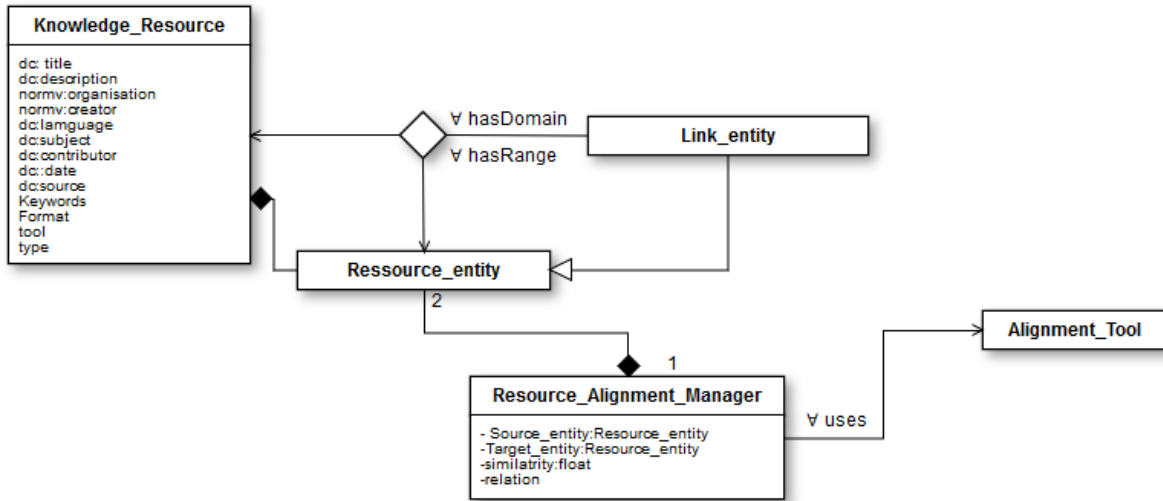 Knowledge_Resource
dc: title
dc:description
normv:organisation
normv:creator
dc:lamguage
dc:subject
dc:contributor
dc::date
dc:source
Keywords
Format
tool
type
∀ hasDomain
∀ hasRange
Link_entity
Ressource_entity
2
1
Resource_Alignment_Manager
- Source_entity:Resource_entity
-Target_entity:Resource_entity
-similatrity:float
-relation
∀ uses
Alignment_Tool